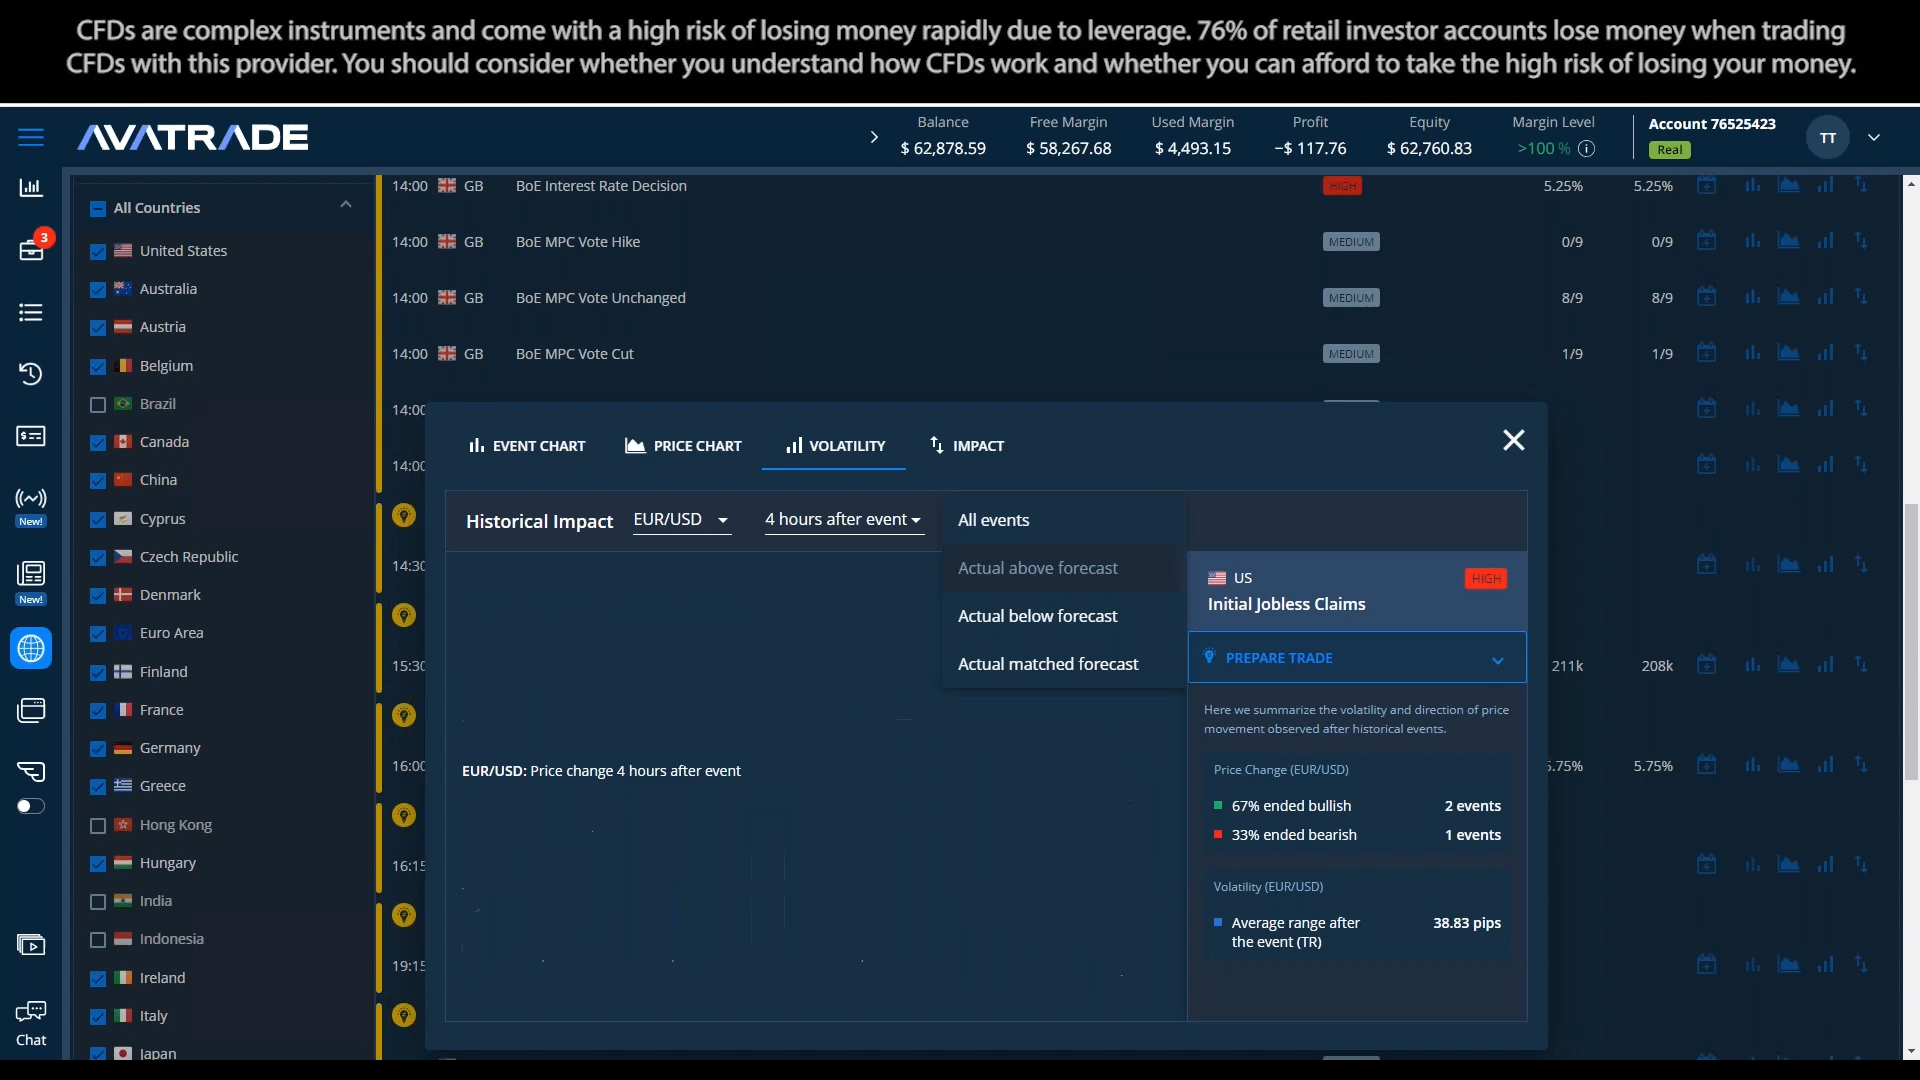 CFDs are complex instruments and come with a high risk of losing money rapidly due to leverage. 76% of retail investor accounts lose money when trading
CFDs with this provider. You should consider whether you understand how CFDs work and whether you can afford to take the high risk of losing your money.
AVATRADE
Balance
$ 62,878.59
Free Margin
$ 58,267.68
Used Margin
$ 4,493.15
Profit
−$ 117.76
Equity
$ 62,760.83
Margin Level
>100 %
Account 76525423
Real
TT
3
New!
New!
Chat
All Countries
United States
Australia
Austria
Belgium
Brazil
Canada
China
Cyprus
Czech Republic
Denmark
Euro Area
Finland
France
Germany
Greece
Hong Kong
Hungary
India
Indonesia
Ireland
Italy
Japan
14:00 GB BoE Interest Rate Decision HIGH 5.25% 5.25%
14:00 GB BoE MPC Vote Hike MEDIUM 0/9 0/9
14:00 GB BoE MPC Vote Unchanged MEDIUM 8/9 8/9
14:00 GB BoE MPC Vote Cut MEDIUM 1/9 1/9
14:00
14:00
14:30
15:30 211k 208k
16:00 5.75% 5.75%
16:15
19:15
EVENT CHART
PRICE CHART
VOLATILITY
IMPACT
Historical Impact
EUR/USD
4 hours after event
All events
Actual above forecast
Actual below forecast
Actual matched forecast
EUR/USD: Price change 4 hours after event
US
HIGH
Initial Jobless Claims
PREPARE TRADE
Here we summarize the volatility and direction of price
movement observed after historical events.
Price Change (EUR/USD)
67% ended bullish 2 events
33% ended bearish 1 events
Volatility (EUR/USD)
Average range after 38.83 pips
the event (TR)